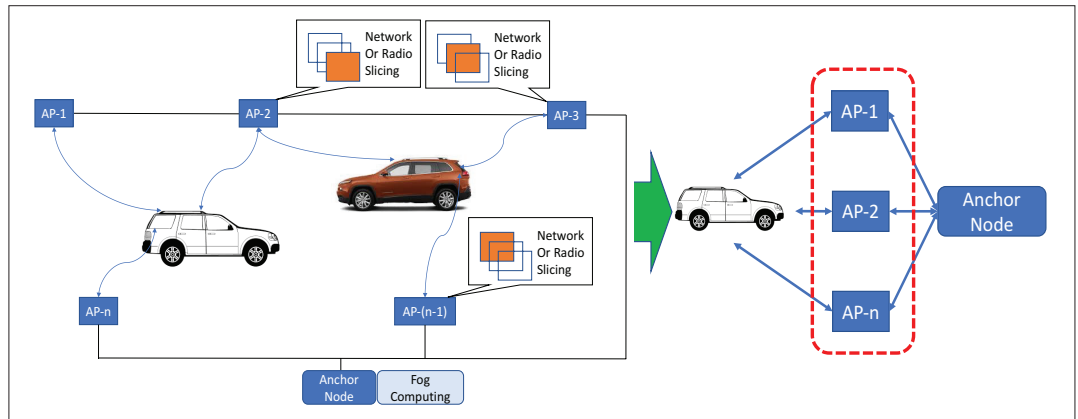 Network
Or Radio
Slicing
Network
Or Radio
Slicing
AP-1
AP-2
AP-3
Network
Or Radio
Slicing
AP-n
AP-(n-1)
Anchor
Node
Fog
Computing
AP-1
AP-2
AP-n
Anchor
Node